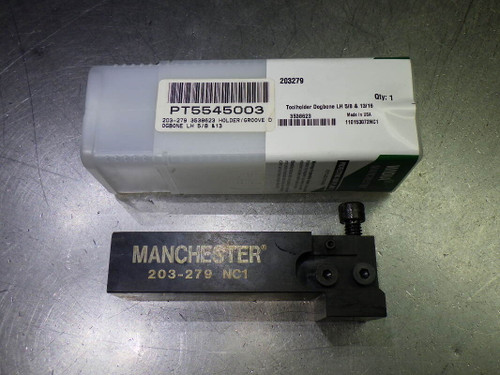 PT5545003
203-279 3538623 HOLDER/GROOVE D
OGBONE LH 5/8 &13
203279
Toolholder Dogbone LH 5/8 & 13/16
Qty: 1
3538623
Made in USA
MANCHESTER®
203-279 NC1